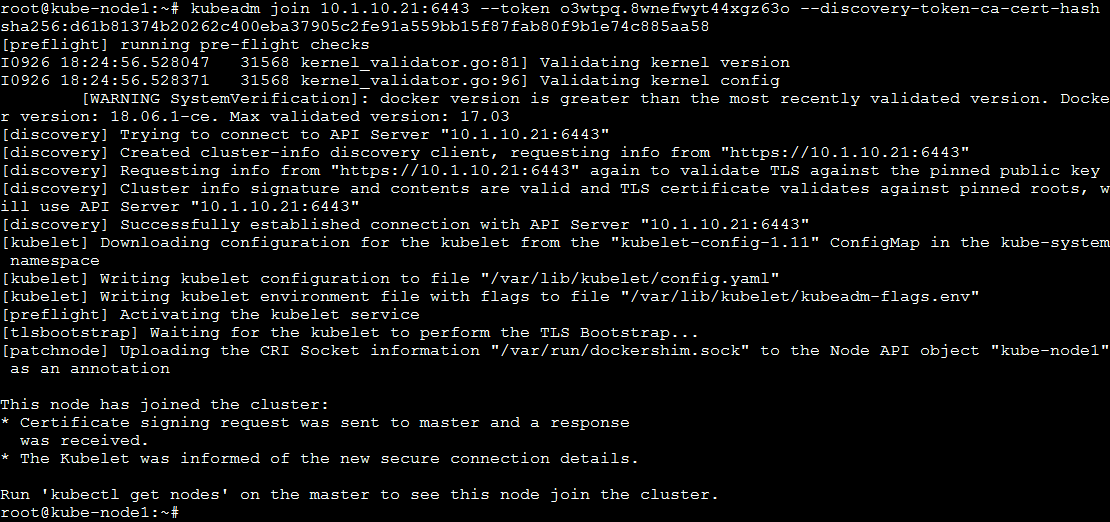 root@kube-node1:~# kubeadm join 10.1.10.21:6443 --token o3wtpq.8wnefwyt44xgz63o --discovery-token-ca-cert-hash
sha256:d61b81374b20262c400eba37905c2fe91a559bb15f87fab80f9b1e74c885aa58
[preflight] running pre-flight checks
I0926 18:24:56.528047   31568 kernel_validator.go:81] Validating kernel version
I0926 18:24:56.528371   31568 kernel_validator.go:96] Validating kernel config
        [WARNING SystemVerification]: docker version is greater than the most recently validated version. Docke
r version: 18.06.1-ce. Max validated version: 17.03
[discovery] Trying to connect to API Server "10.1.10.21:6443"
[discovery] Created cluster-info discovery client, requesting info from "https://10.1.10.21:6443"
[discovery] Requesting info from "https://10.1.10.21:6443" again to validate TLS against the pinned public key
[discovery] Cluster info signature and contents are valid and TLS certificate validates against pinned roots, w
ill use API Server "10.1.10.21:6443"
[discovery] Successfully established connection with API Server "10.1.10.21:6443"
[kubelet] Downloading configuration for the kubelet from the "kubelet-config-1.11" ConfigMap in the kube-system
 namespace
[kubelet] Writing kubelet configuration to file "/var/lib/kubelet/config.yaml"
[kubelet] Writing kubelet environment file with flags to file "/var/lib/kubelet/kubeadm-flags.env"
[preflight] Activating the kubelet service
[tlsbootstrap] Waiting for the kubelet to perform the TLS Bootstrap...
[patchnode] Uploading the CRI Socket information "/var/run/dockershim.sock" to the Node API object "kube-node1"
 as an annotation

This node has joined the cluster:
* Certificate signing request was sent to master and a response
  was received.
* The Kubelet was informed of the new secure connection details.

Run 'kubectl get nodes' on the master to see this node join the cluster.
root@kube-node1:~#